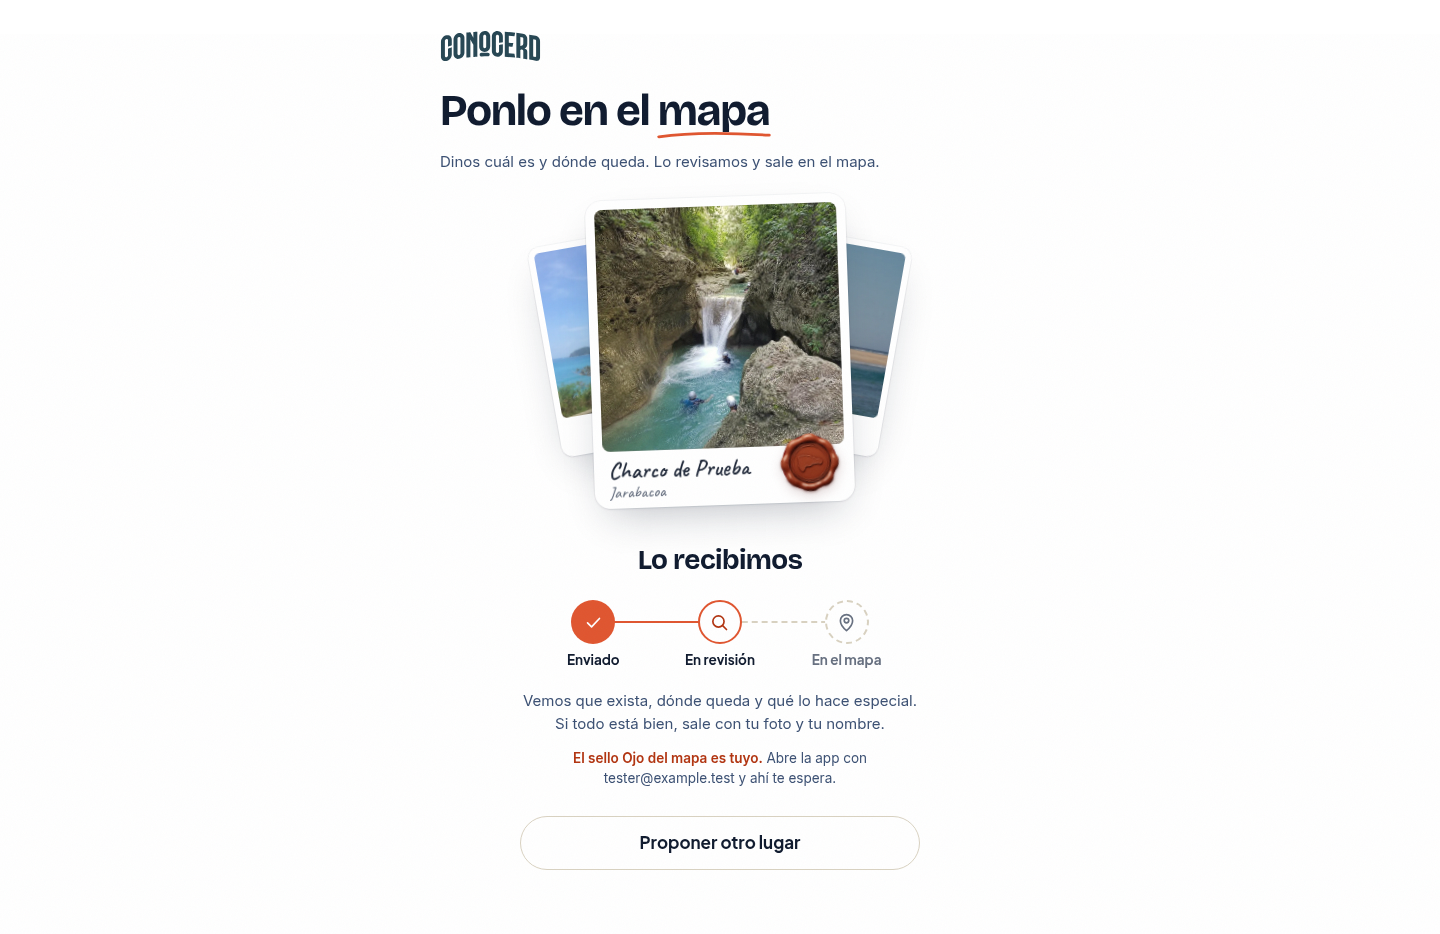 CONOCERD
Ponlo en el mapa
Dinos cuál es y dónde queda. Lo revisamos y sale en el mapa.
Charco de Prueba
Jarabacoa
Lo recibimos
Enviado
En revisión
En el mapa
Vemos que exista, dónde queda y qué lo hace especial.
Si todo está bien, sale con tu foto y tu nombre.
El sello Ojo del mapa es tuyo. Abre la app con
tester@example.test y ahí te espera.
Proponer otro lugar